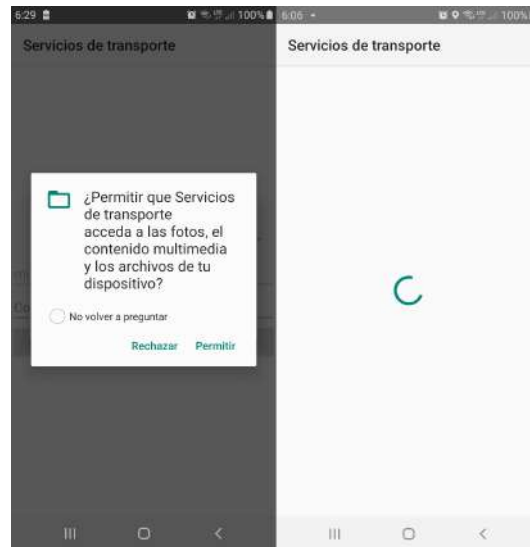 6:29
100%
Servicios de transporte
¿Permitir que Servicios
de transporte
acceda a las fotos, el
contenido multimedia
y los archivos de tu
dispositivo?
No volver a preguntar
Rechazar Permitir
6:06
100%
Servicios de transporte